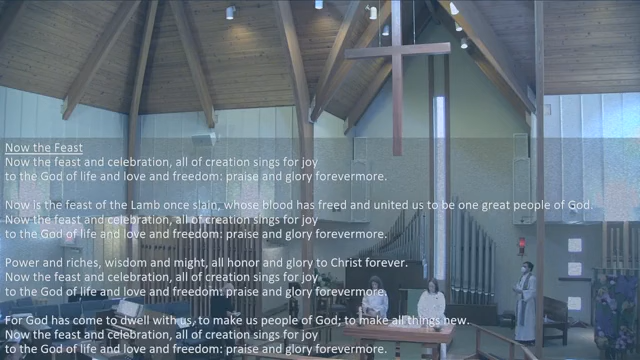 Now the Feast
Now the feast and celebration, all of creation sings for joy
to the God of life and love and freedom: praise and glory forevermore.
Now is the feast of the Lamb once slain, whose blood has freed and united us to be one great people of God.
Now the feast and celebration, all of creation sings for joy
to the God of life and love and freedom: praise and glory forevermore.
Power and riches, wisdom and might, all honor and glory to Christ forever.
Now the feast and celebration, all of creation sings for joy
to the God of life and love and freedom: praise and glory forevermore.
For God has come to dwell with us, to make us people of God; to make all things new.
Now the feast and celebration, all of creation sings for joy
to the God of life and love and freedom: praise and glory forevermore.